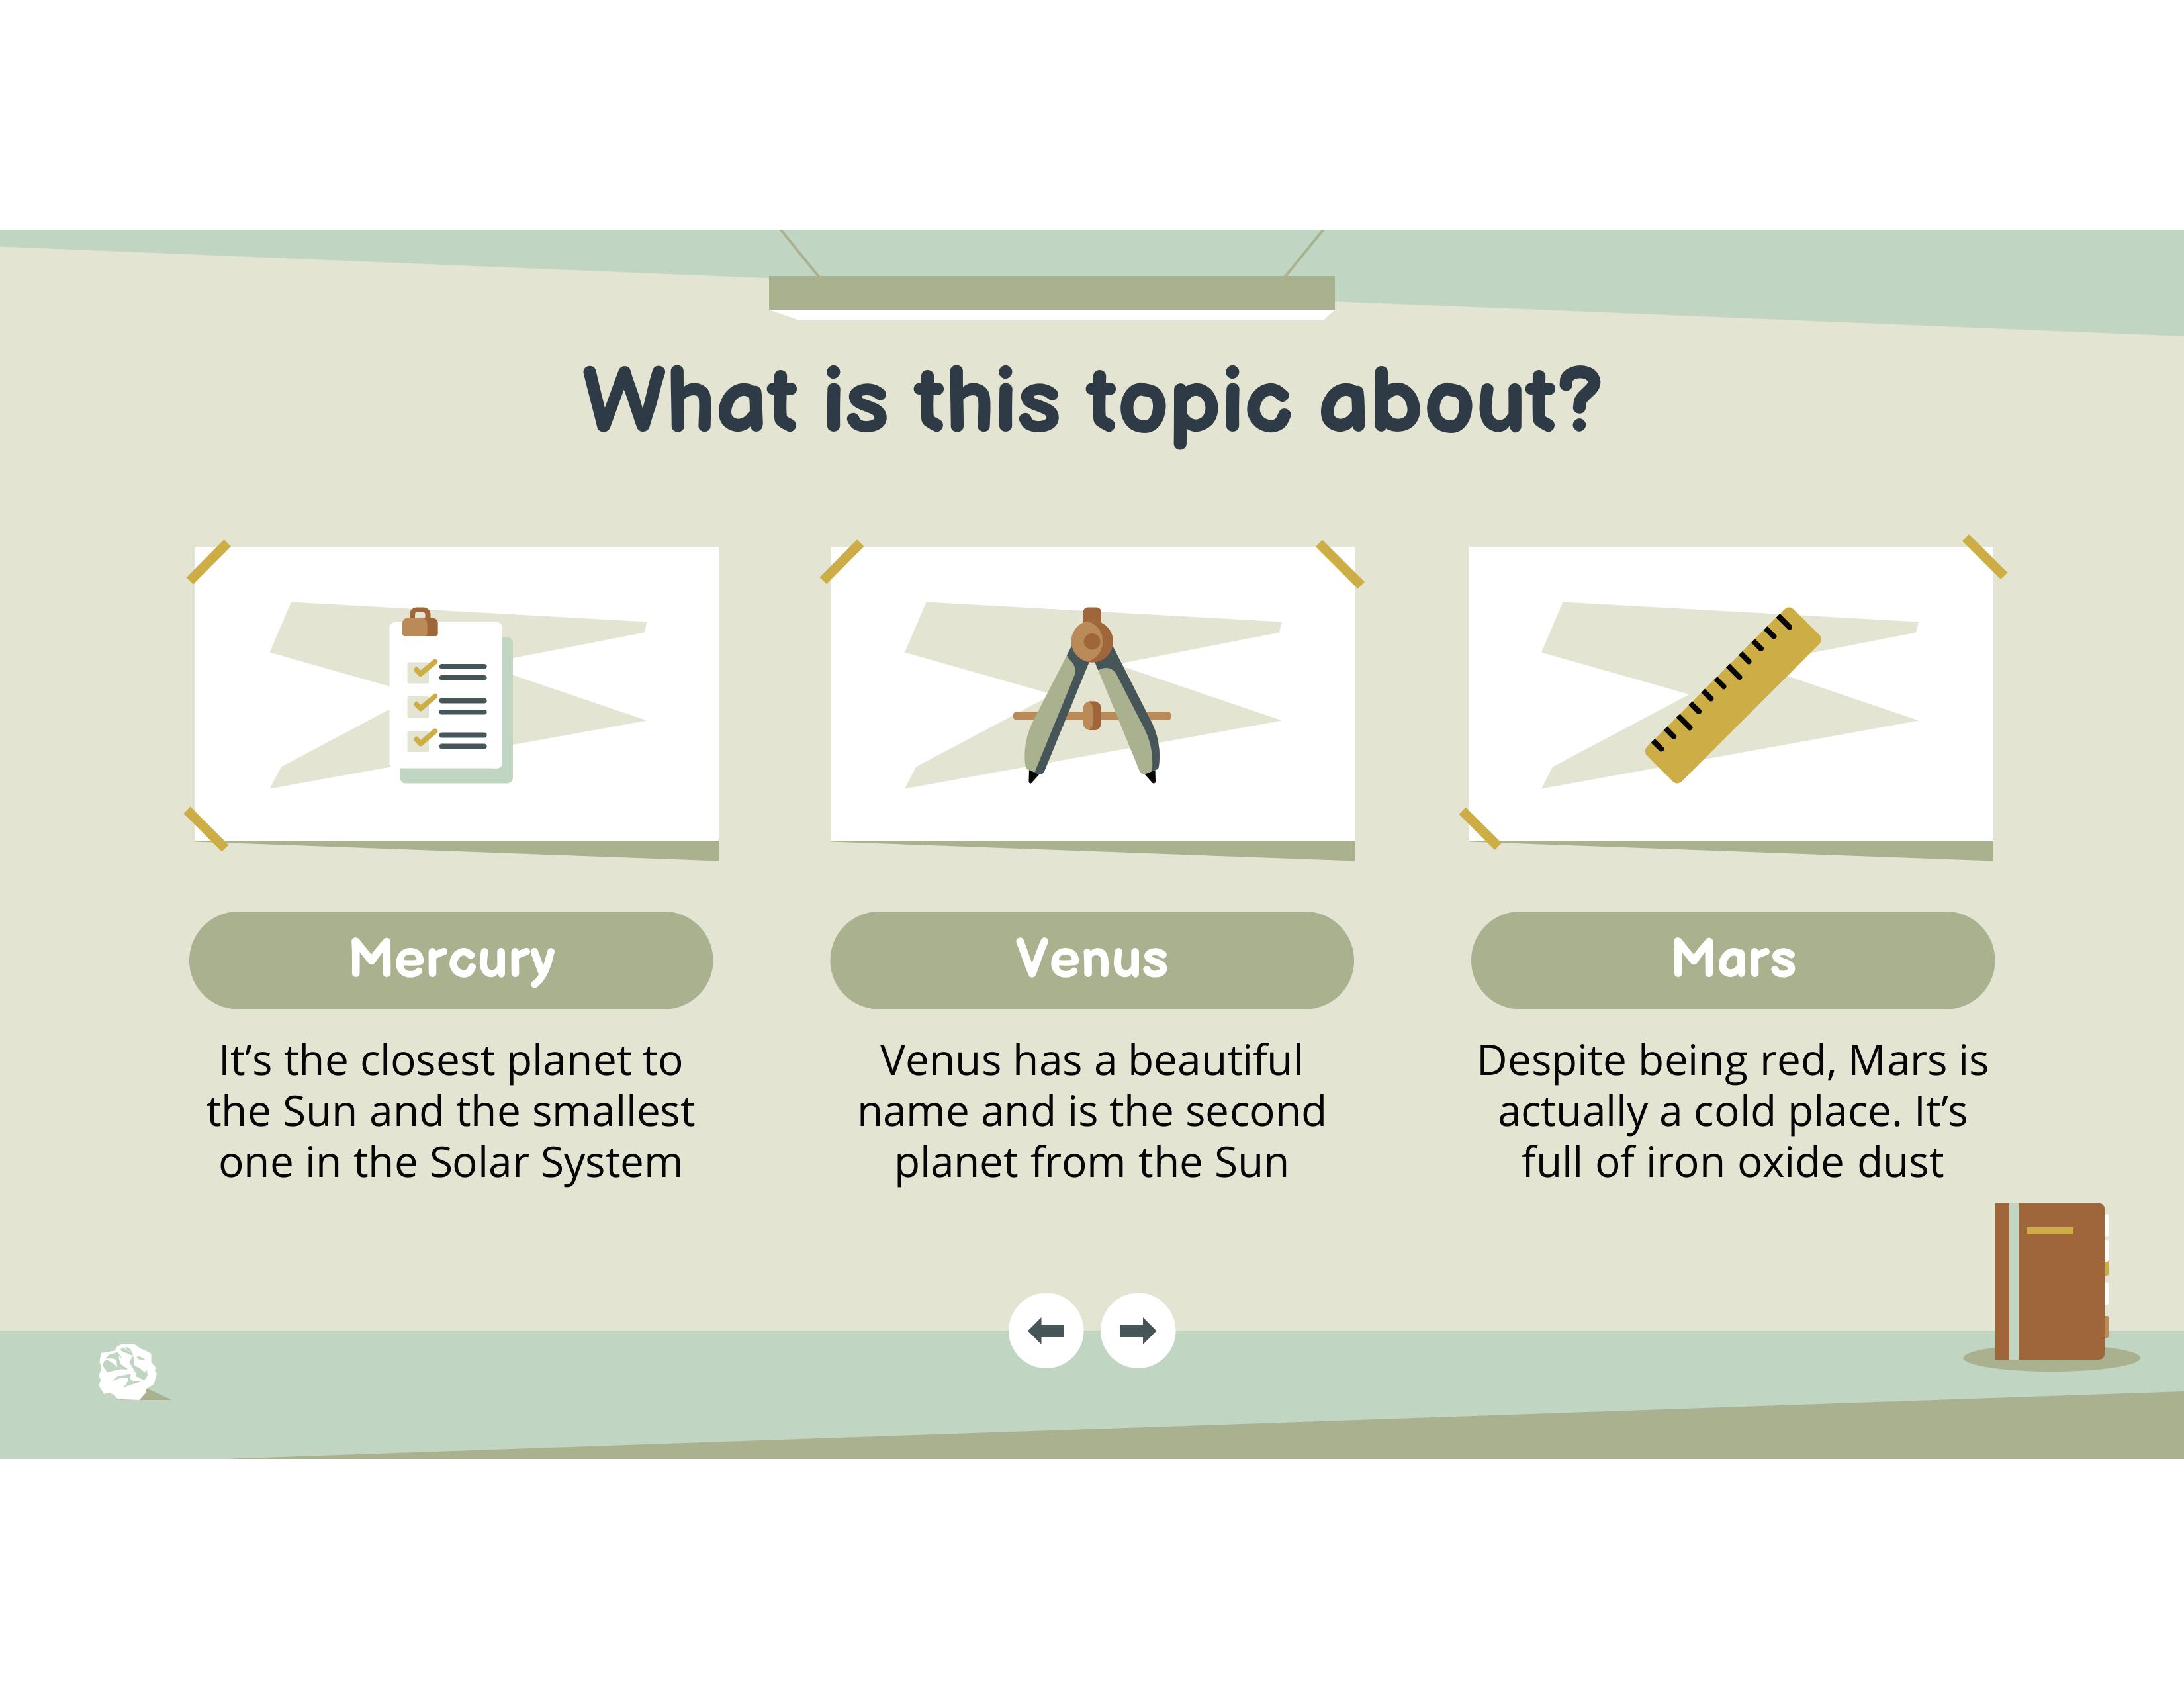 What is this topic about?
Mercury
It’s the closest planet to
the Sun and the smallest
one in the Solar System
Venus
Venus has a beautiful
name and is the second
planet from the Sun
Mars
Despite being red, Mars is
actually a cold place. It’s
full of iron oxide dust